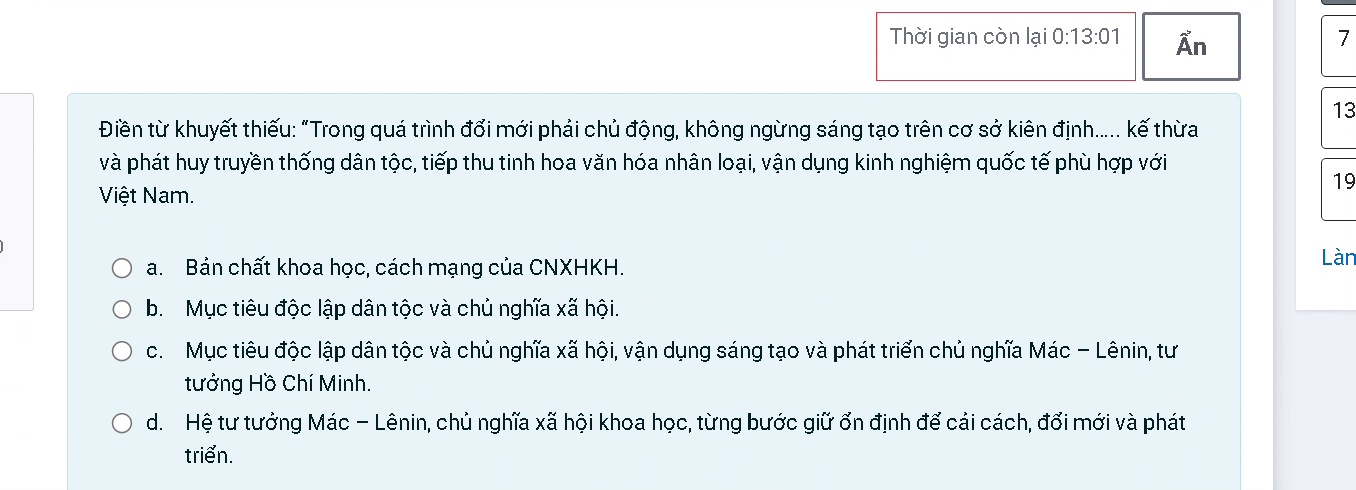 Thời gian còn lại 0:13:01
Ẩn
7
13
19
Điền từ khuyết thiếu: "Trong quá trình đổi mới phải chủ động, không ngừng sáng tạo trên cơ sở kiên định..... kế thừa
và phát huy truyền thống dân tộc, tiếp thu tinh hoa văn hóa nhân loại, vận dụng kinh nghiệm quốc tế phù hợp với
Việt Nam.
a. Bản chất khoa học, cách mạng của CNXHKH.
b. Mục tiêu độc lập dân tộc và chủ nghĩa xã hội.
c. Mục tiêu độc lập dân tộc và chủ nghĩa xã hội, vận dụng sáng tạo và phát triển chủ nghĩa Mác – Lênin, tư
tưởng Hồ Chí Minh.
d. Hệ tư tưởng Mác – Lênin, chủ nghĩa xã hội khoa học, từng bước giữ ổn định để cải cách, đổi mới và phát
triển.